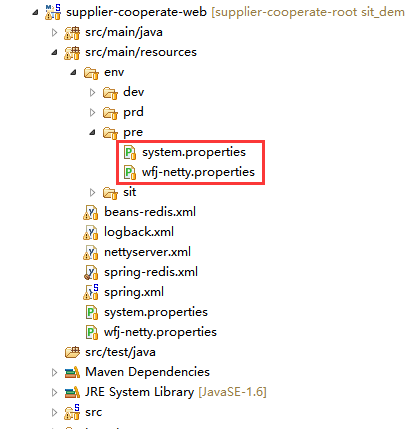 supplier-cooperate-web [supplier-cooperate-root sit_dem
src/main/java
src/main/resources
env
dev
prd
pre
system.properties
wfj-netty.properties
sit
beans-redis.xml
logback.xml
nettyserver.xml
spring-redis.xml
spring.xml
system.properties
wfj-netty.properties
src/test/java
Maven Dependencies
JRE System Library [JavaSE-1.6]
src